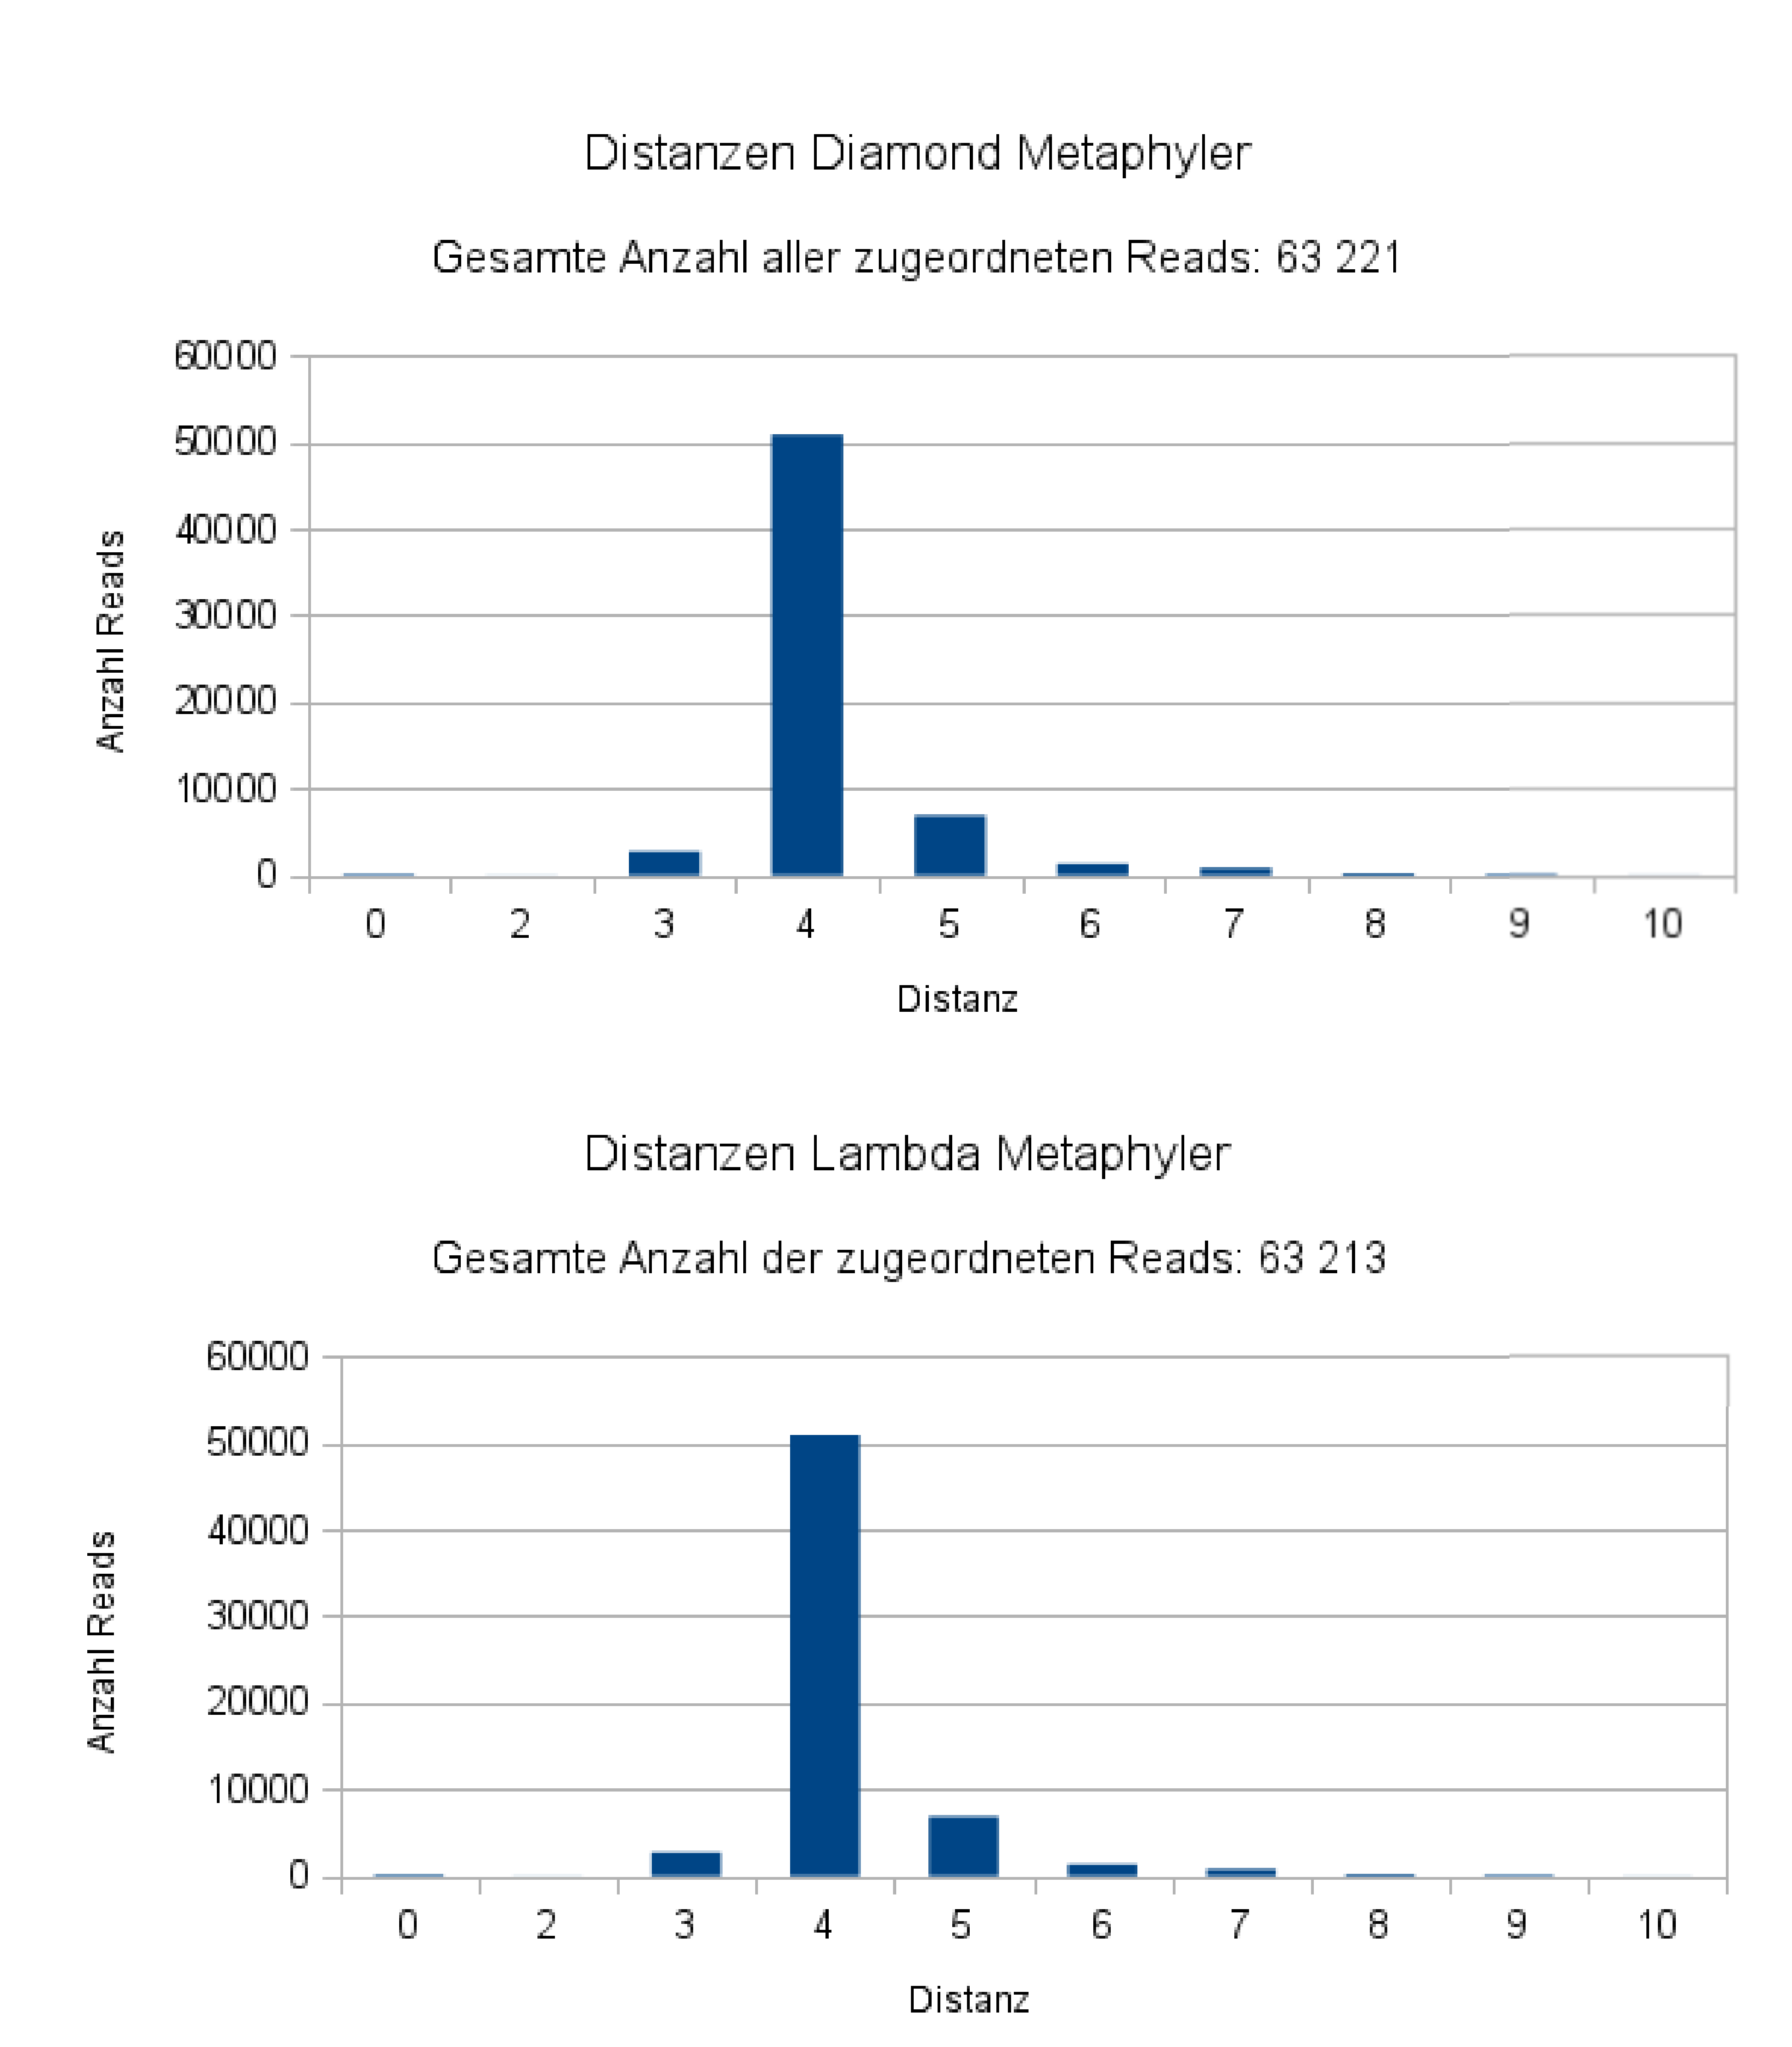 Distanzen Diamond Metaphyler
Gesamte Anzahl aller zugeordneten Reads: 63 221
60000
50000
40000
30000
20000
10000
0
Anzahl Reads
0 2 3 4 5 6 7 8 9 10
Distanz
Distanzen Lambda Metaphyler
Gesamte Anzahl der zugeordneten Reads: 63 213
60000
50000
40000
30000
20000
10000
0
Anzahl Reads
0 2 3 4 5 6 7 8 9 10
Distanz